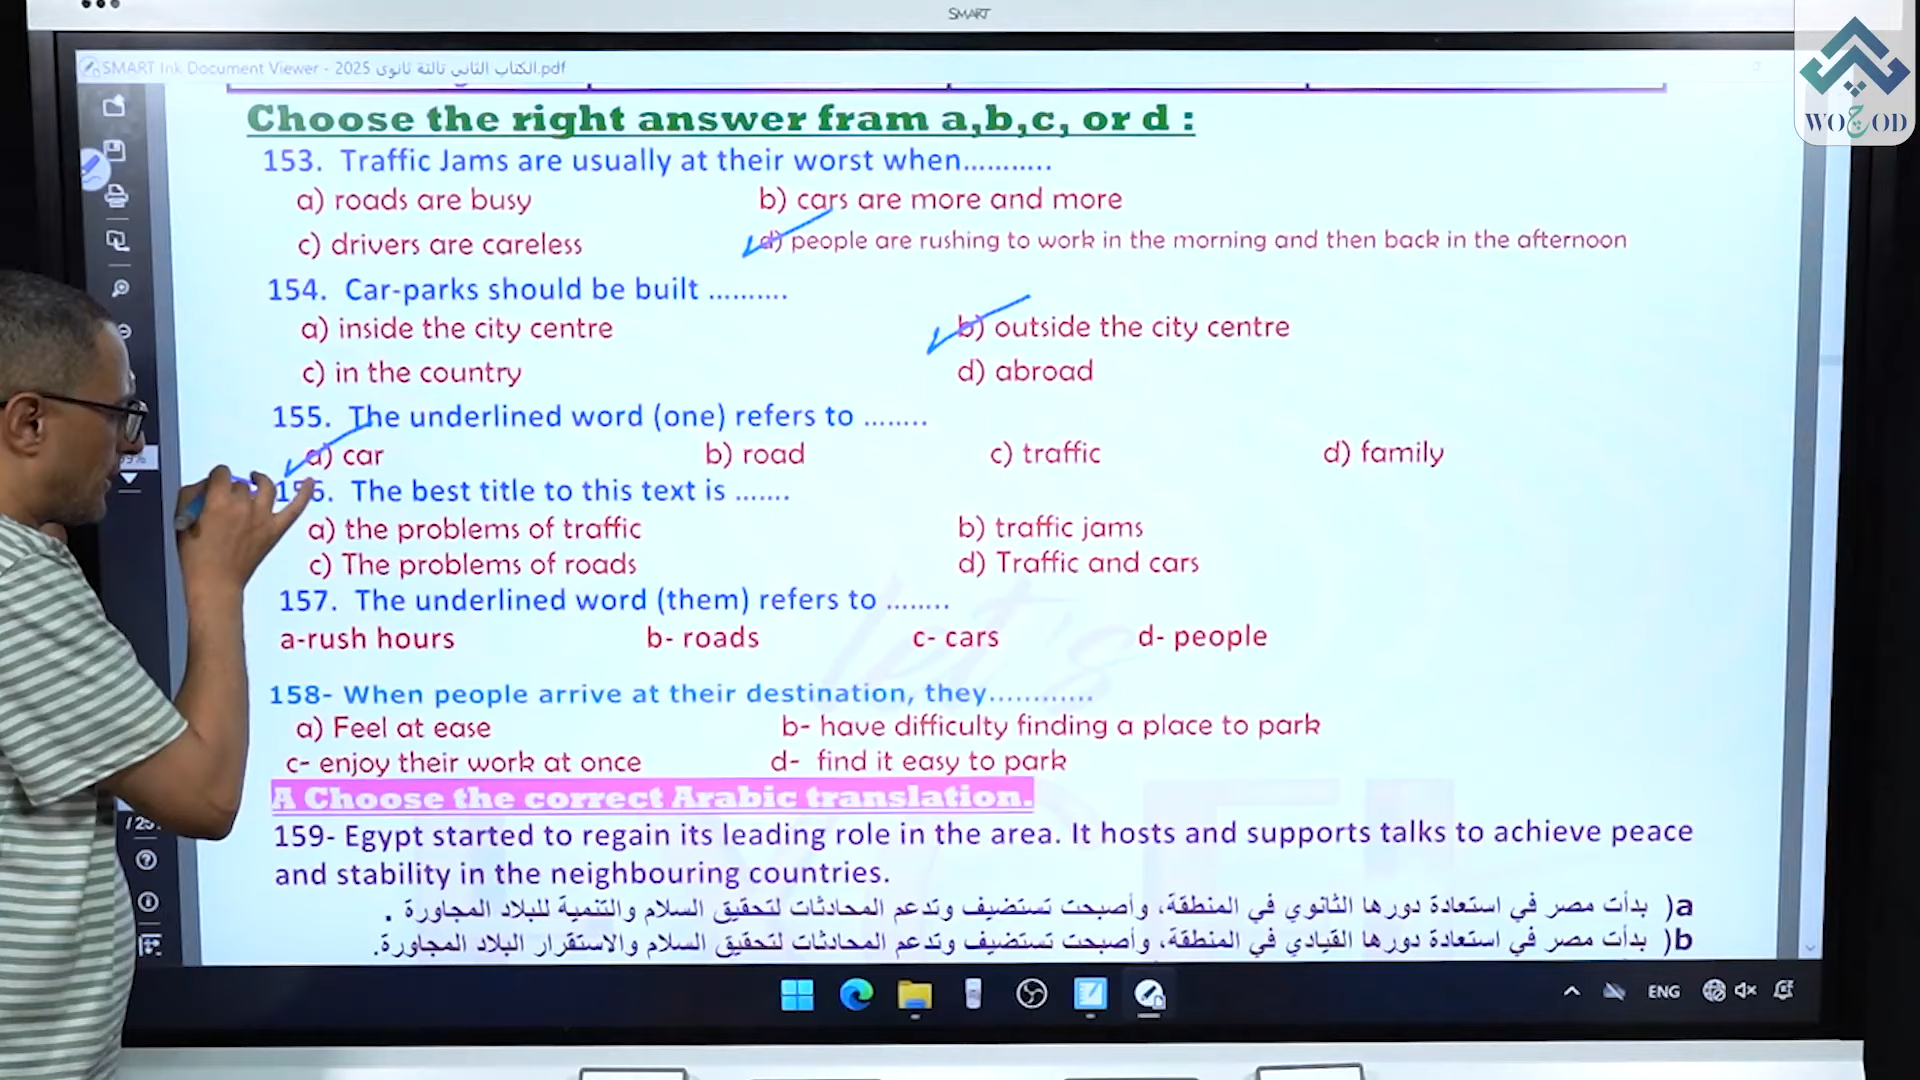 SMART
SMART Ink Document Viewer - الكتاب الثاني تالتة ثانوى 2025.pdf
WOجOD
Choose the right answer fram a,b,c, or d :
153. Traffic Jams are usually at their worst when...........
a) roads are busy b) cars are more and more
c) drivers are careless d) people are rushing to work in the morning and then back in the afternoon
154. Car-parks should be built ..........
a) inside the city centre b) outside the city centre
c) in the country d) abroad
155. The underlined word (one) refers to ........
a) car b) road c) traffic d) family
156. The best title to this text is .......
a) the problems of traffic b) traffic jams
c) The problems of roads d) Traffic and cars
157. The underlined word (them) refers to ........
a-rush hours b- roads c- cars d- people
158- When people arrive at their destination, they............
a) Feel at ease b- have difficulty finding a place to park
c- enjoy their work at once d- find it easy to park
A Choose the correct Arabic translation.
159- Egypt started to regain its leading role in the area. It hosts and supports talks to achieve peace
and stability in the neighbouring countries.
a( بدأت مصر في استعادة دورها الثانوي في المنطقة، وأصبحت تستضيف وتدعم المحادثات لتحقيق السلام والتنمية للبلاد المجاورة .
b( بدأت مصر في استعادة دورها القيادي في المنطقة، وأصبحت تستضيف وتدعم المحادثات لتحقيق السلام والاستقرار البلاد المجاورة.
let's
ENG